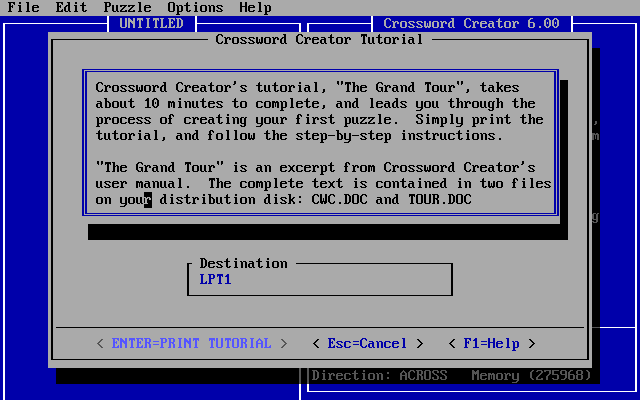 File Edit Puzzle Options Help
UNTITLED Crossword Creator 6.00
Crossword Creator Tutorial
Crossword Creator's tutorial, "The Grand Tour", takes
about 10 minutes to complete, and leads you through the
process of creating your first puzzle. Simply print the
tutorial, and follow the step-by-step instructions.
"The Grand Tour" is an excerpt from Crossword Creator's
user manual. The complete text is contained in two files
on your distribution disk: CWC.DOC and TOUR.DOC
Destination
LPT1
< ENTER=PRINT TUTORIAL > < Esc=Cancel > < F1=Help >
Direction: ACROSS Memory (275968)